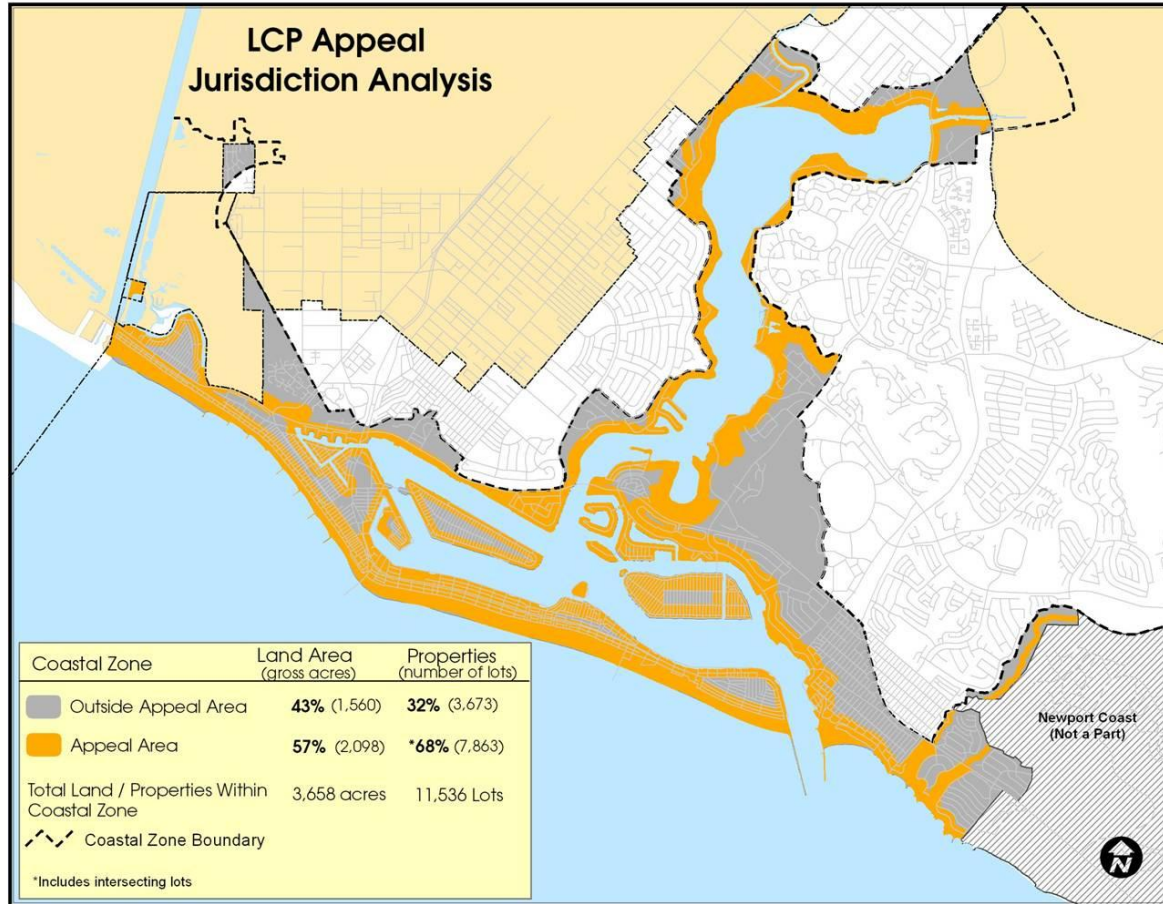 LCP Appeal
Jurisdiction Analysis
Coastal Zone
Land Area
(gross acres)
Properties
(number of lots)
Outside Appeal Area
43% (1,560)
32% (3,673)
Appeal Area
57% (2,098)
*68% (7,863)
Total Land / Properties Within
Coastal Zone
3,658 acres
11,536 Lots
Coastal Zone Boundary
*Includes intersecting lots
Newport Coast
(Not a Part)
N